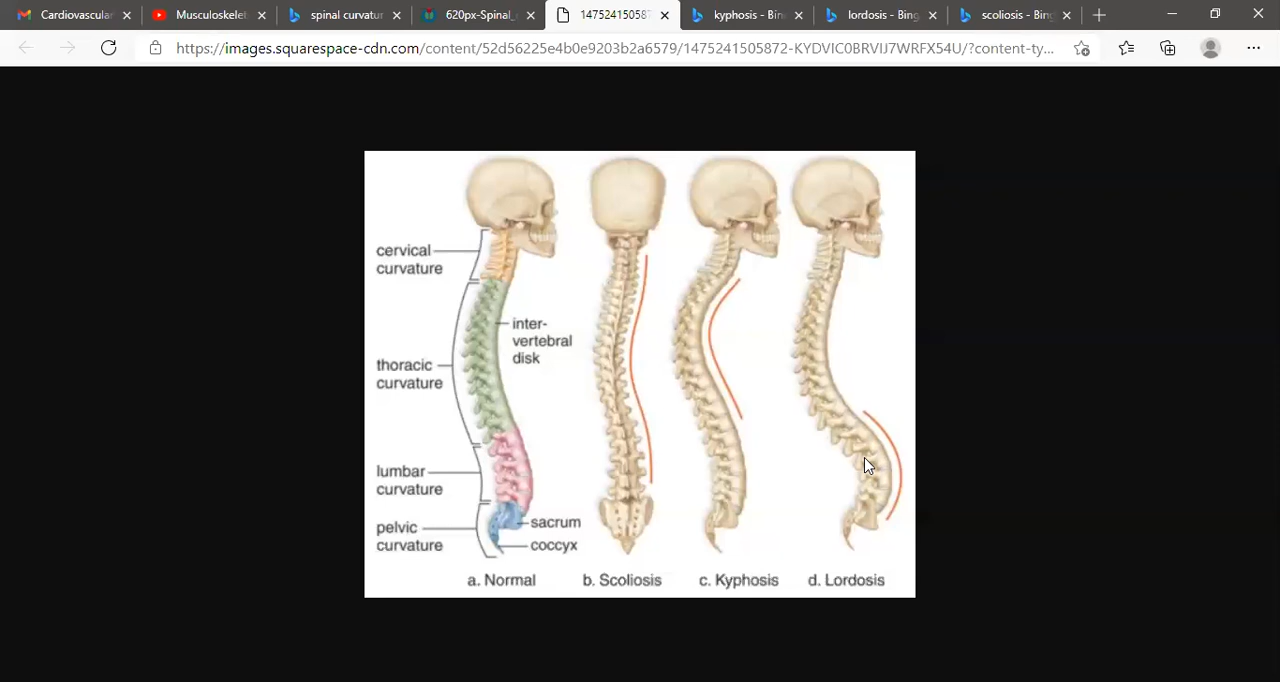 Cardiovascular
Musculoskelet
spinal curvatur
620px-Spinal_
14752415058
kyphosis - Bin
lordosis - Bing
scoliosis - Bing
https://images.squarespace-cdn.com/content/52d56225e4b0e9203b2a6579/1475241505872-KYDVIC0BRVIJ7WRFX54U/?content-ty...
cervical
curvature
inter-
vertebral
disk
thoracic
curvature
lumbar
curvature
pelvic
curvature
sacrum
coccyx
a. Normal
b. Scoliosis
c. Kyphosis
d. Lordosis